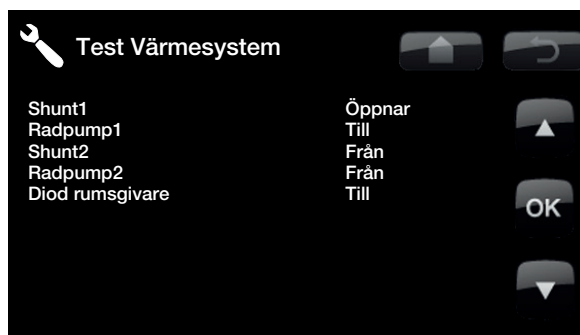 Test Värmesystem
Shunt1 Öppnar
Radpump1 Till
Shunt2 Från
Radpump2 Från
Diod rumsgivare Till
OK